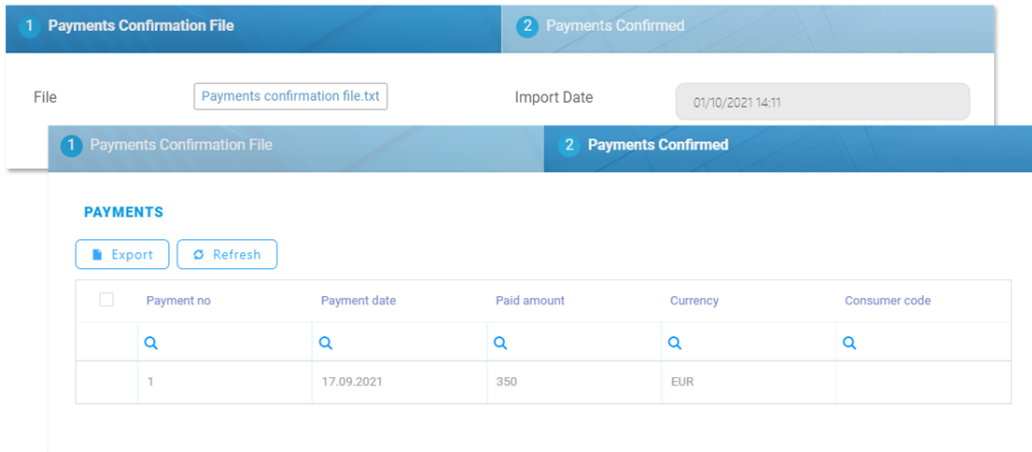 1 Payments Confirmation File 2 Payments Confirmed
File Payments confirmation file.txt Import Date 01/10/2021 14:11
1 Payments Confirmation File 2 Payments Confirmed
PAYMENTS
Export Refresh
Payment no Payment date Paid amount Currency Consumer code
1 17.09.2021 350 EUR